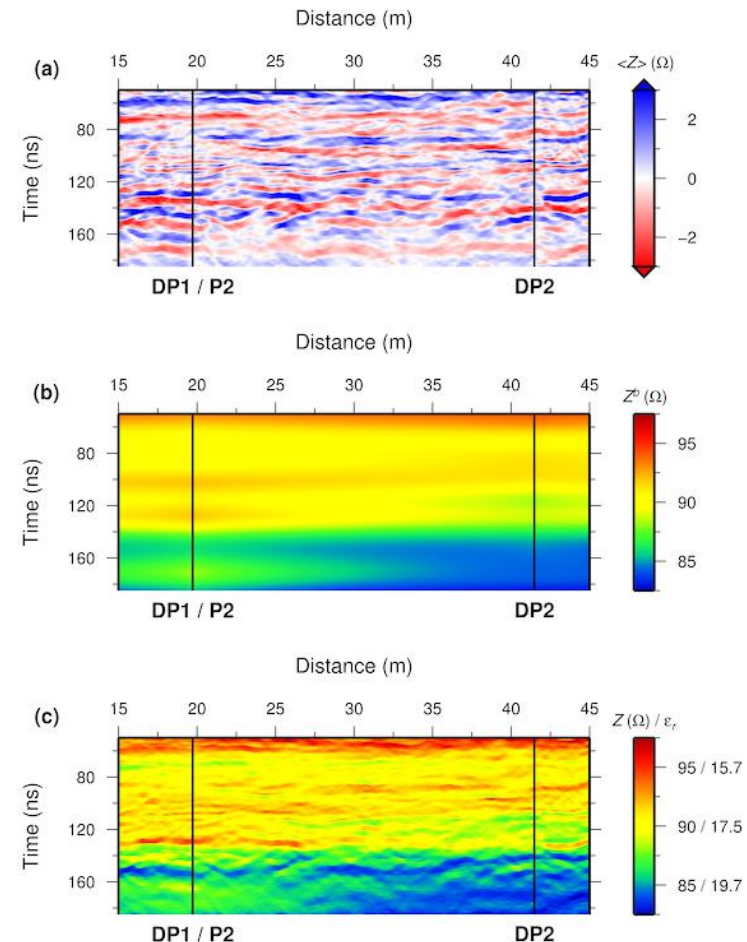 Distance (m)
(a)
15 20 25 30 35 40 45
<Z> (Ω)
Time (ns)
80
120
160
2
0
−2
DP1 / P2
DP2
Distance (m)
(b)
15 20 25 30 35 40 45
Zᵇ (Ω)
Time (ns)
80
120
160
95
90
85
DP1 / P2
DP2
Distance (m)
(c)
15 20 25 30 35 40 45
Z (Ω) / εᵣ
Time (ns)
80
120
160
95 / 15.7
90 / 17.5
85 / 19.7
DP1 / P2
DP2